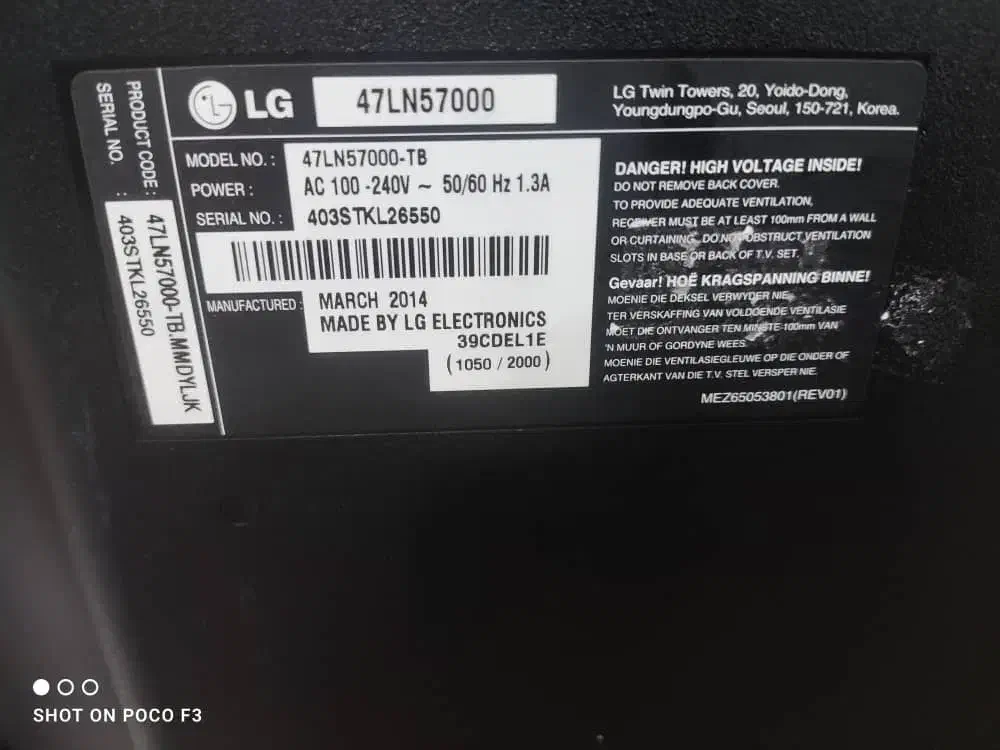 LG
47LN57000
LG Twin Towers, 20, Yoido-Dong,
Youngdungpo-Gu, Seoul, 150-721, Korea.
PRODUCT CODE : 47LN57000-TB.MMDYLJK
SERIAL NO. : 403STKL26550
MODEL NO. : 47LN57000-TB
POWER : AC 100 -240V ~ 50/60 Hz 1.3A
SERIAL NO. : 403STKL26550
MANUFACTURED : MARCH 2014
MADE BY LG ELECTRONICS
39CDEL1E
(1050 / 2000)
DANGER! HIGH VOLTAGE INSIDE!
DO NOT REMOVE BACK COVER.
TO PROVIDE ADEQUATE VENTILATION,
RECEIVER MUST BE AT LEAST 100mm FROM A WALL
OR CURTAINING. DO NOT OBSTRUCT VENTILATION
SLOTS IN BASE OR BACK OF T.V. SET.
Gevaar! HOË KRAGSPANNING BINNE!
MOENIE DIE DEKSEL VERWYDER NIE.
TER VERSKAFFING VAN VOLDOENDE VENTILASIE
MOET DIE ONTVANGER TEN MINSTE 100mm VAN
'N MUUR OF GORDYNE WEES.
MOENIE DIE VENTILASIEGLEUWE OP DIE ONDER OF
AGTERKANT VAN DIE T.V. STEL VERSPER NIE.
MEZ65053801(REV01)
SHOT ON POCO F3